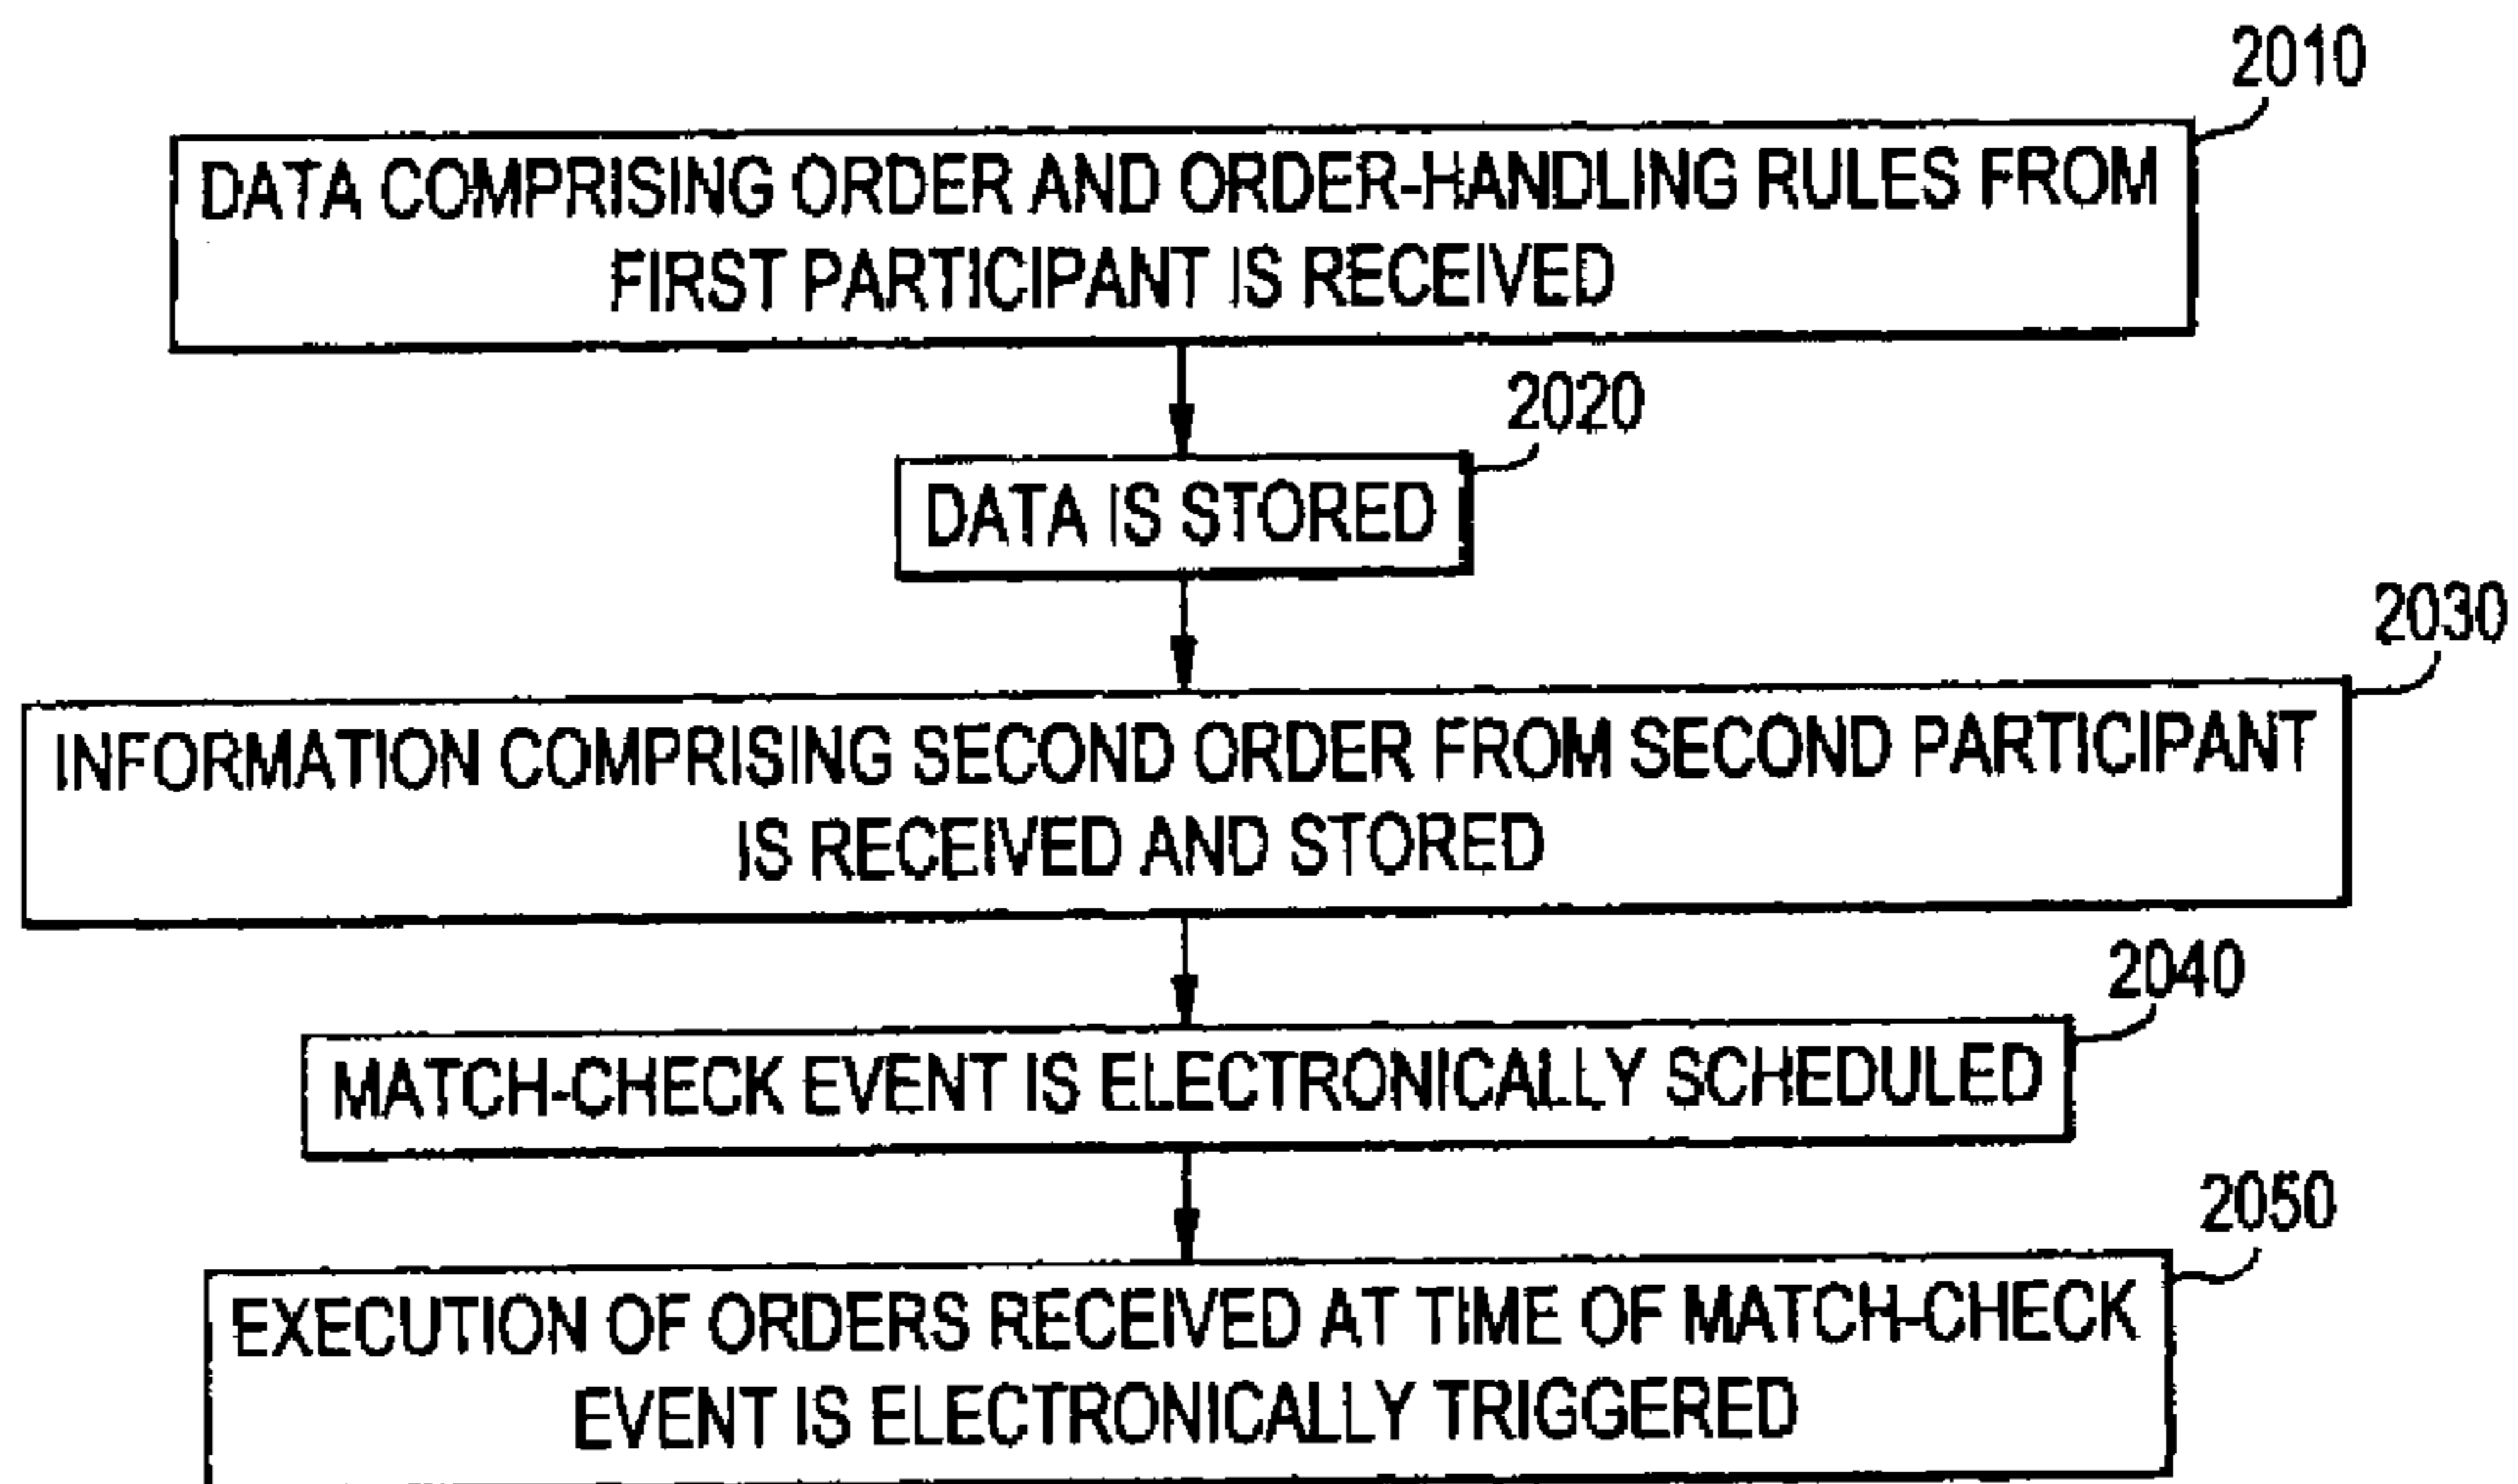 2010
DATA COMPRISING ORDER AND ORDER-HANDLING RULES FROM
FIRST PARTICIPANT IS RECEIVED
2020
DATA IS STORED
2030
INFORMATION COMPRISING SECOND ORDER FROM SECOND PARTICIPANT
IS RECEIVED AND STORED
2040
MATCH-CHECK EVENT IS ELECTRONICALLY SCHEDULED
2050
EXECUTION OF ORDERS RECEIVED AT TIME OF MATCH-CHECK
EVENT IS ELECTRONICALLY TRIGGERED